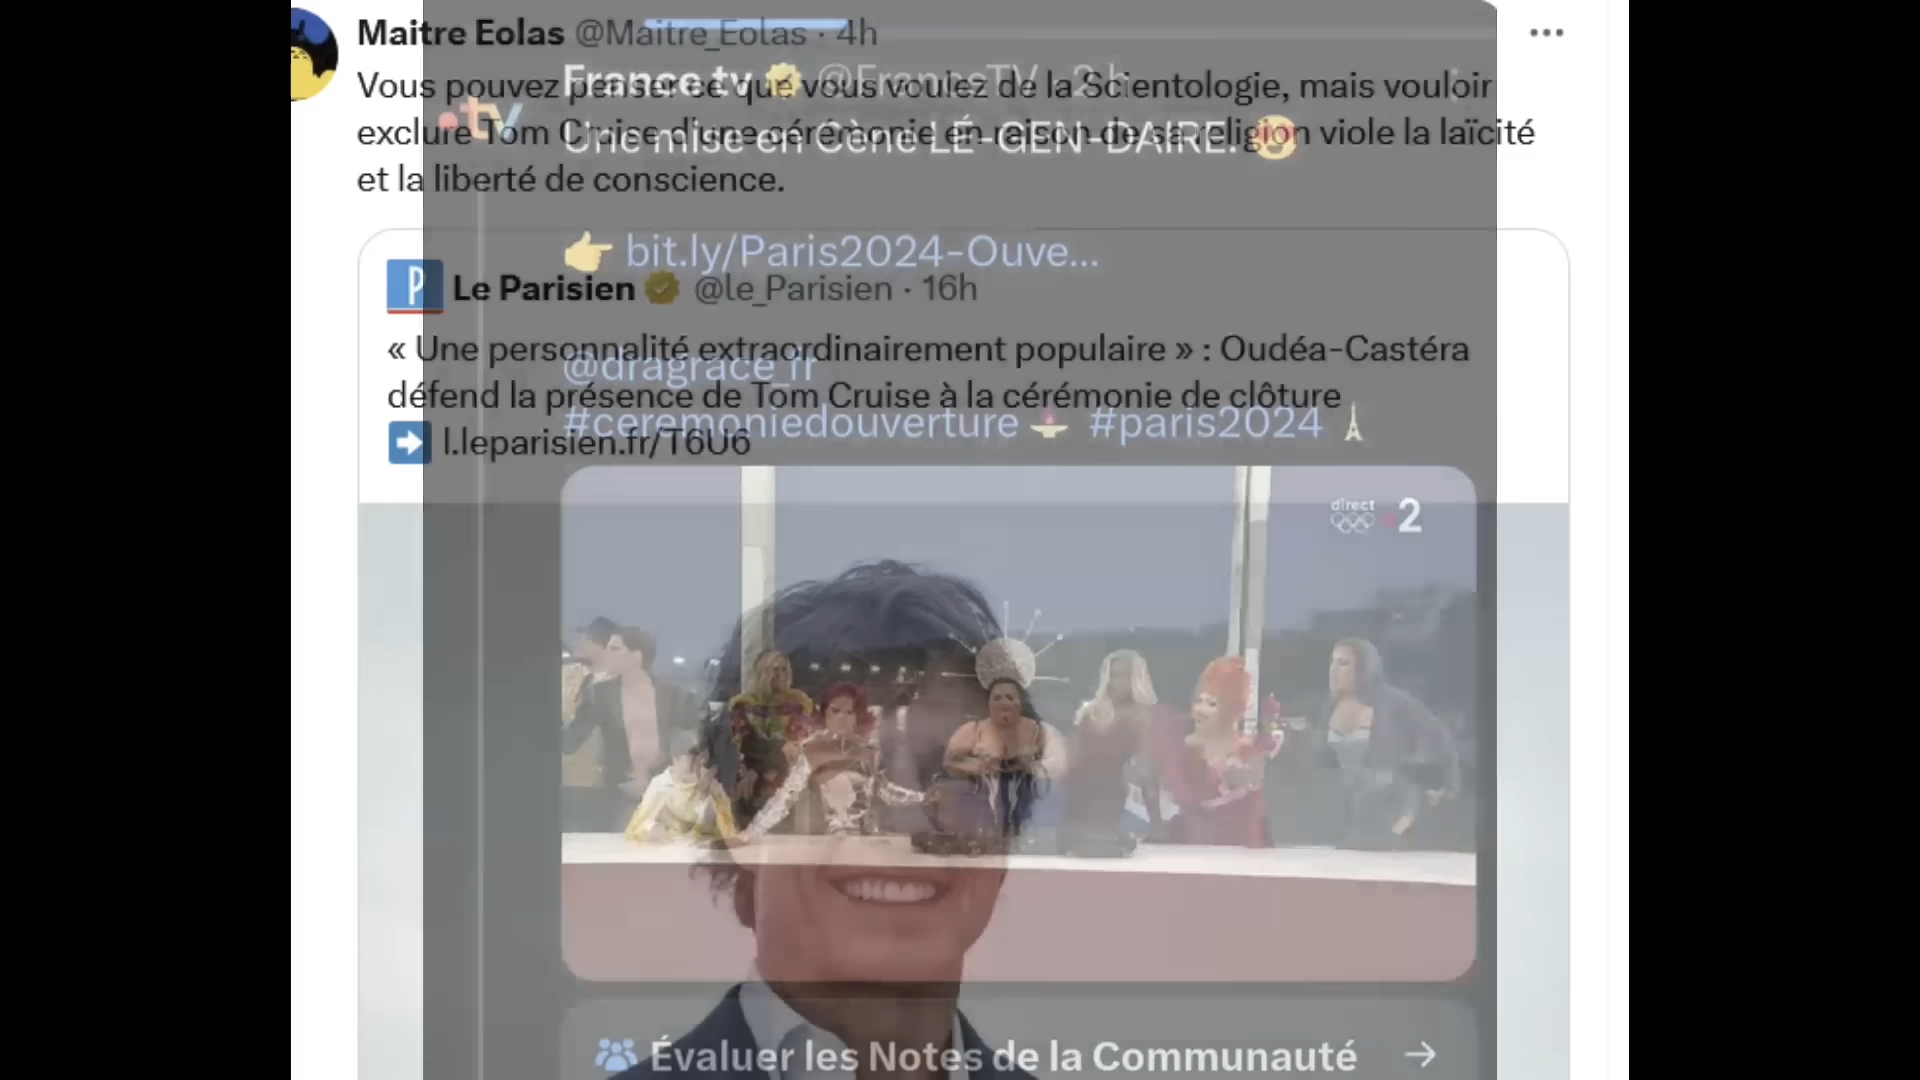 Maitre Eolas @Maitre_Eolas · 4h
Vous pouvez penser ce que vous voulez de la Scientologie, mais vouloir
exclure Tom Cruise d'une cérémonie en raison de sa religion viole la laïcité
et la liberté de conscience.
France tv @FranceTV · 2 h
Une mise en Cène LÉ-GEN-DAIRE!
bit.ly/Paris2024-Ouve...
Le Parisien @le_Parisien · 16h
« Une personnalité extraordinairement populaire » : Oudéa-Castéra
défend la présence de Tom Cruise à la cérémonie de clôture
l.leparisien.fr/T6U6
@dragrace_fr
#ceremoniedouverture #paris2024
direct
2
Évaluer les Notes de la Communauté
.tv
P